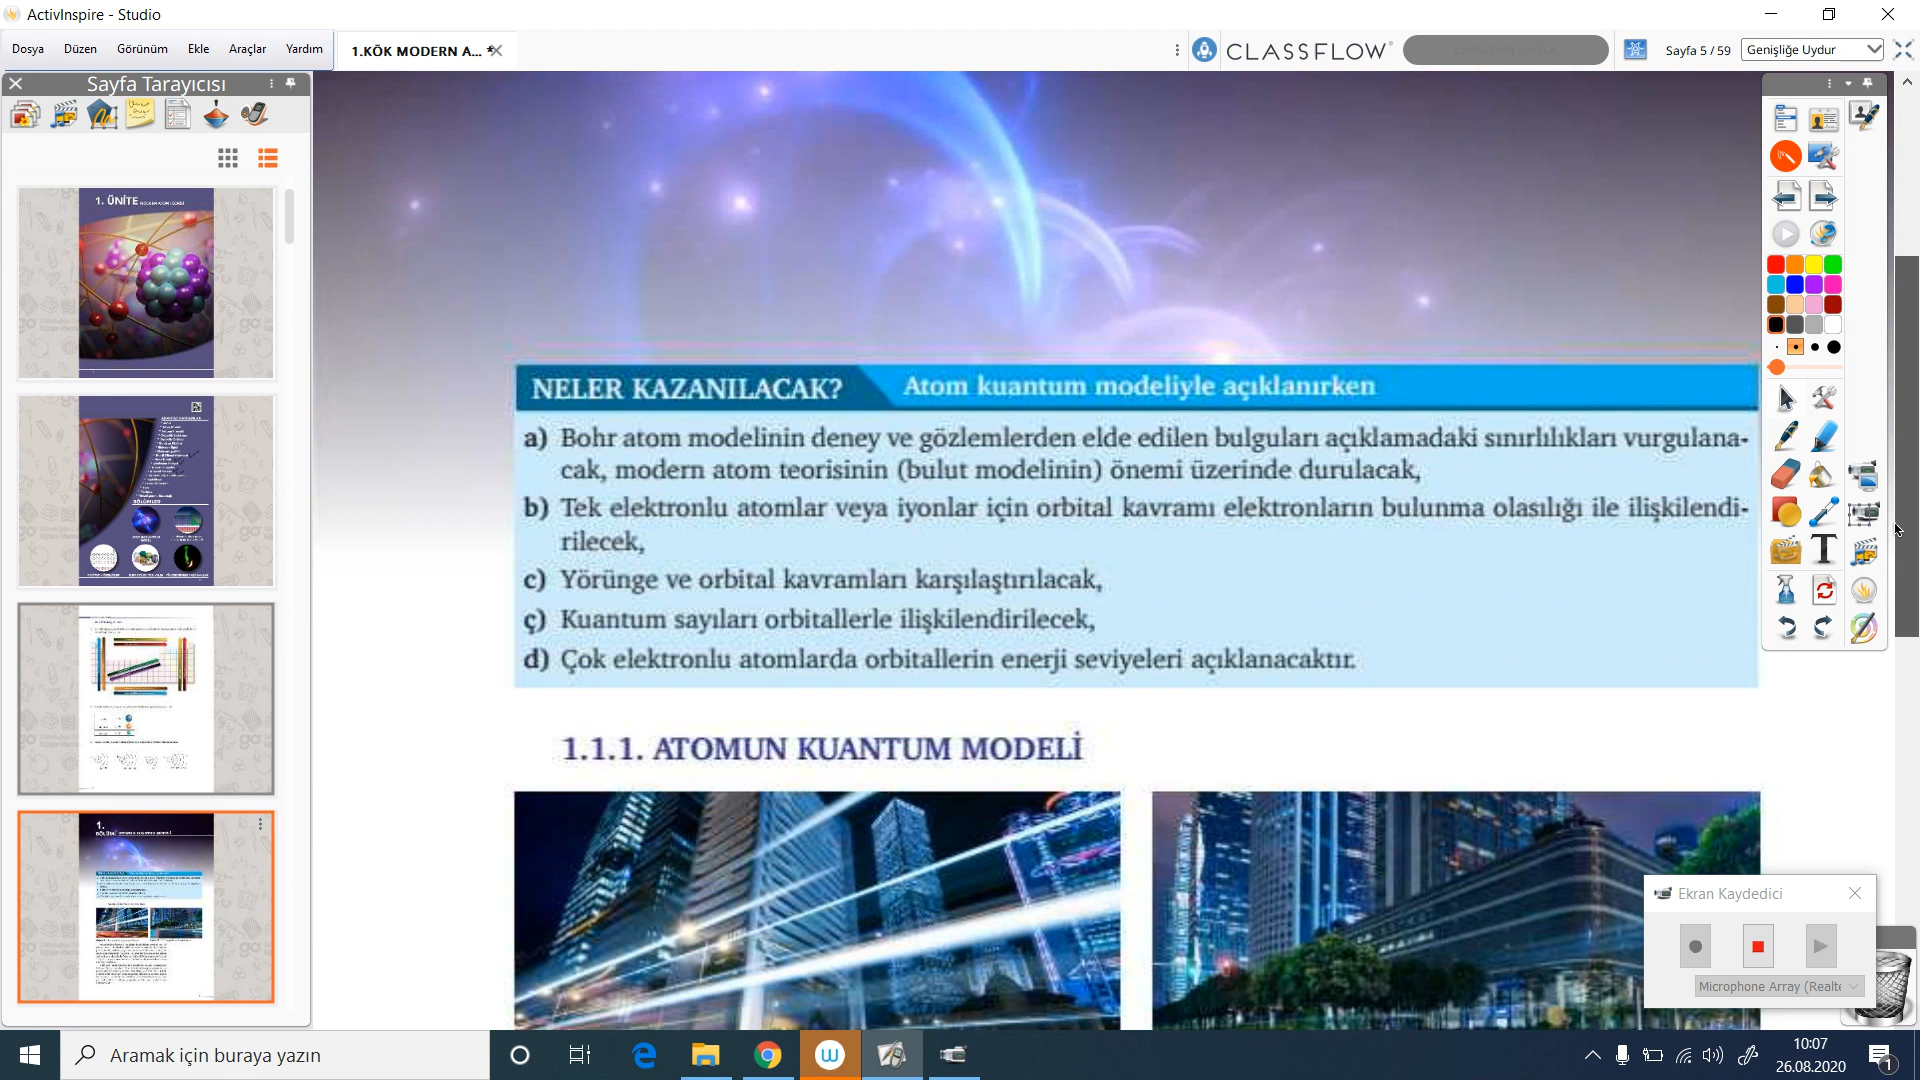 ActivInspire - Studio
Dosya Düzen Görünüm Ekle Araçlar Yardım
1.KÖK MODERN A... *
CLASSFLOW
Sayfa 5 / 59
Genişliğe Uydur
Sayfa Tarayıcısı
1. ÜNİTE
BÖLÜMLER
1.
NELER KAZANILACAK? Atom kuantum modeliyle açıklanırken
a) Bohr atom modelinin deney ve gözlemlerden elde edilen bulguları açıklamadaki sınırlılıkları vurgulana-
cak, modern atom teorisinin (bulut modelinin) önemi üzerinde durulacak,
b) Tek elektronlu atomlar veya iyonlar için orbital kavramı elektronların bulunma olasılığı ile ilişkilendi-
rilecek,
c) Yörünge ve orbital kavramları karşılaştırılacak,
ç) Kuantum sayıları orbitallerle ilişkilendirilecek,
d) Çok elektronlu atomlarda orbitallerin enerji seviyeleri açıklanacaktır.
1.1.1. ATOMUN KUANTUM MODELİ
Ekran Kaydedici
Microphone Array (Realte
Aramak için buraya yazın
10:07
26.08.2020
1